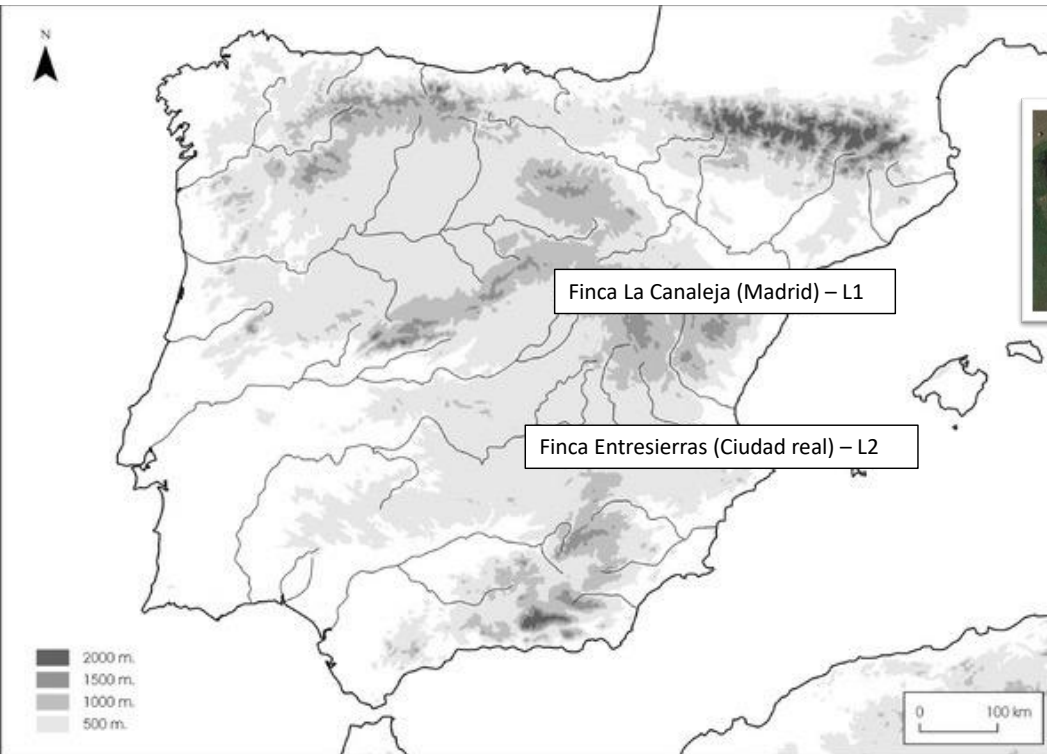 N
Finca La Canaleja (Madrid) – L1
Finca Entresierras (Ciudad real) – L2
2000 m.
1500 m.
1000 m.
500 m.
0 100 km